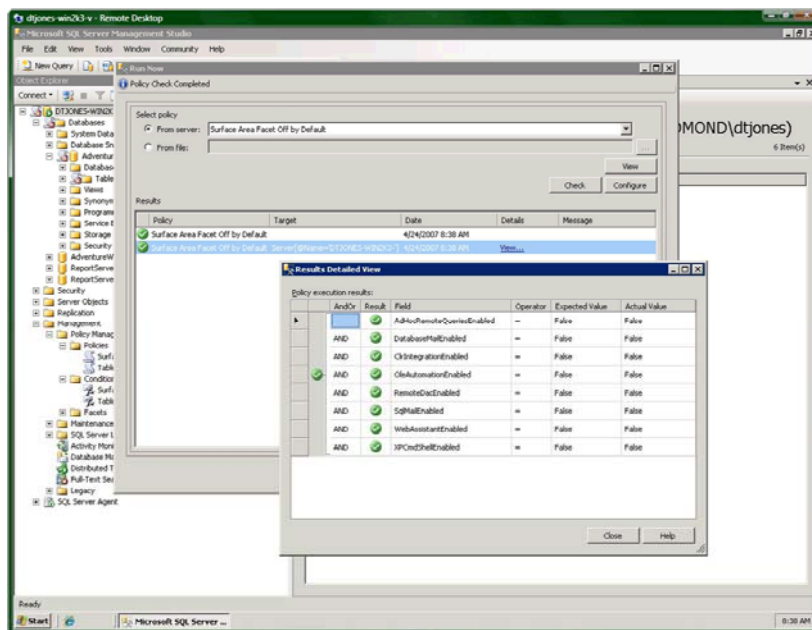 dtjones-win2k3-v - Remote Desktop
Microsoft SQL Server Management Studio
File Edit View Tools Window Community Help
New Query
Object Explorer
Connect
DTJONES-WIN2K
Databases
System Data
Database Sn
Adventur
Databas
Table
Views
Synonym
Programm
Service B
Storage
Security
AdventureW
ReportServe
ReportServe
Security
Server Objects
Replication
Management
Policy Manag
Policies
Surf
Table
Condition
Surf
Table
Facets
Maintenance
SQL Server L
Activity Moni
Database Ma
Distributed T
Full-Text Sea
Legacy
SQL Server Agent
MOND\dtjones)
6 Item(s)
Run Now
Policy Check Completed
Select policy
From server: Surface Area Facet Off by Default
From file: ...
View
Check Configure
Results
Policy Target Date Details Message
Surface Area Facet Off by Default 4/24/2007 8:38 AM
Surface Area Facet Off by Default Server[@Name='DTJONES-WIN2K3-'] 4/24/2007 8:38 AM View...
Results Detailed View
Policy execution results:
AndOr Result Field Operator Expected Value Actual Value
AdHocRemoteQueriesEnabled = False False
AND DatabaseMailEnabled = False False
AND ClrIntegrationEnabled = False False
AND OleAutomationEnabled = False False
AND RemoteDacEnabled = False False
AND SqlMailEnabled = False False
AND WebAssistantEnabled = False False
AND XPCmdShellEnabled = False False
Close Help
Ready
Start Microsoft SQL Server ... 8:38 AM